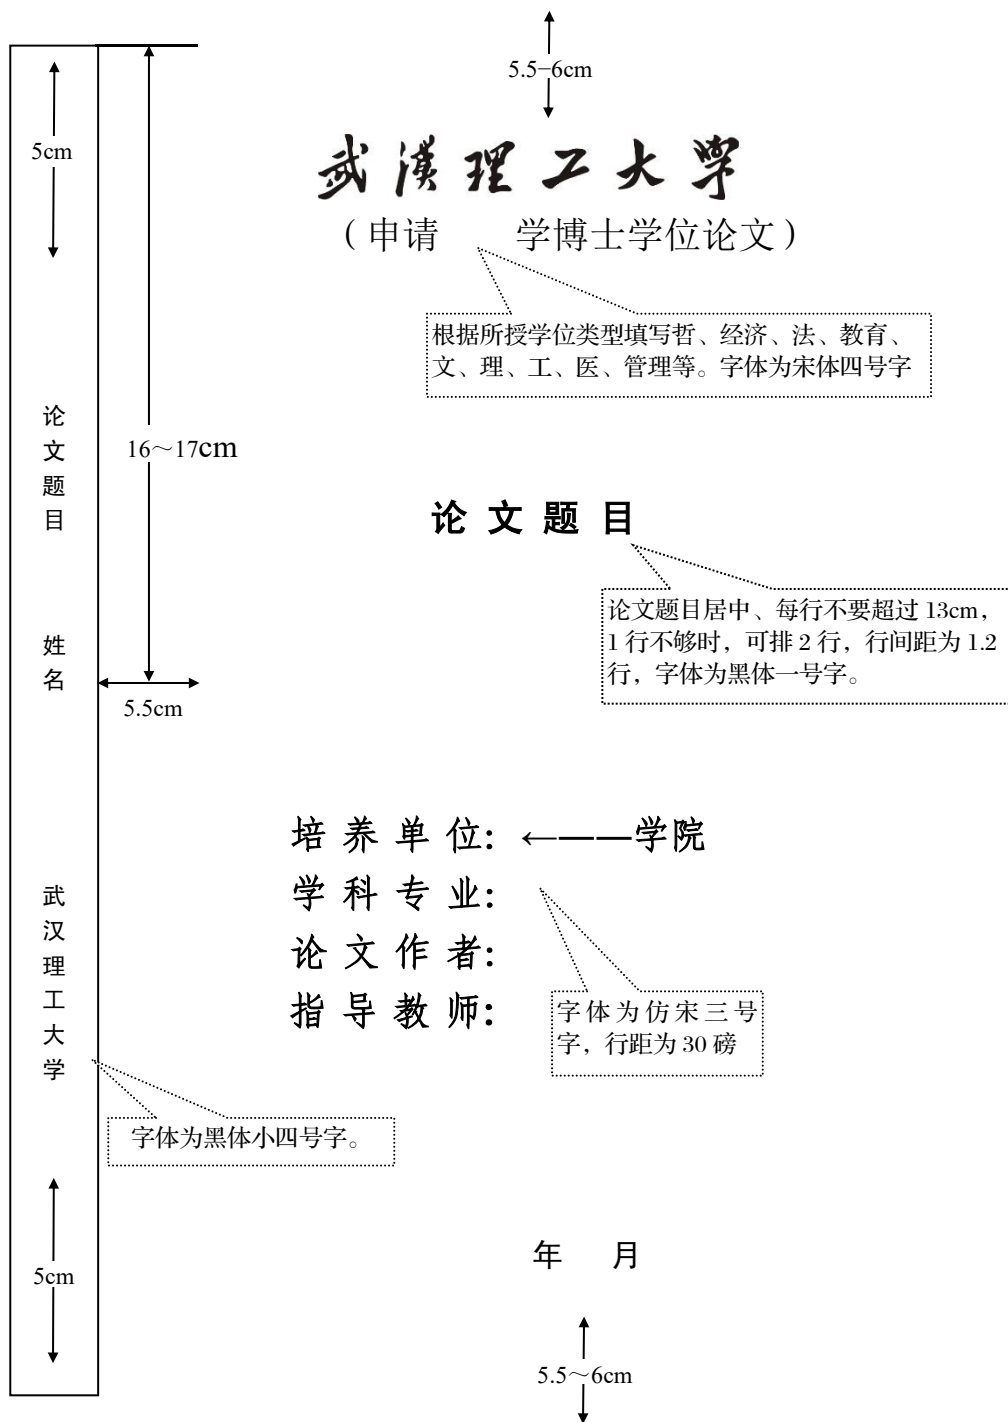 5.5-6cm
5cm
武漢理工大學
（申请　　学博士学位论文）
根据所授学位类型填写哲、经济、法、教育、
文、理、工、医、管理等。字体为宋体四号字
论文题目
16～17cm
论 文 题 目
论文题目居中、每行不要超过 13cm，
1 行不够时，可排 2 行，行间距为 1.2
行，字体为黑体一号字。
姓名
5.5cm
培 养 单 位：←———学院
学 科 专 业：
论 文 作 者：
指 导 教 师：
字体为仿宋三号
字，行距为 30 磅
武汉理工大学
字体为黑体小四号字。
年　月
5cm
5.5～6cm